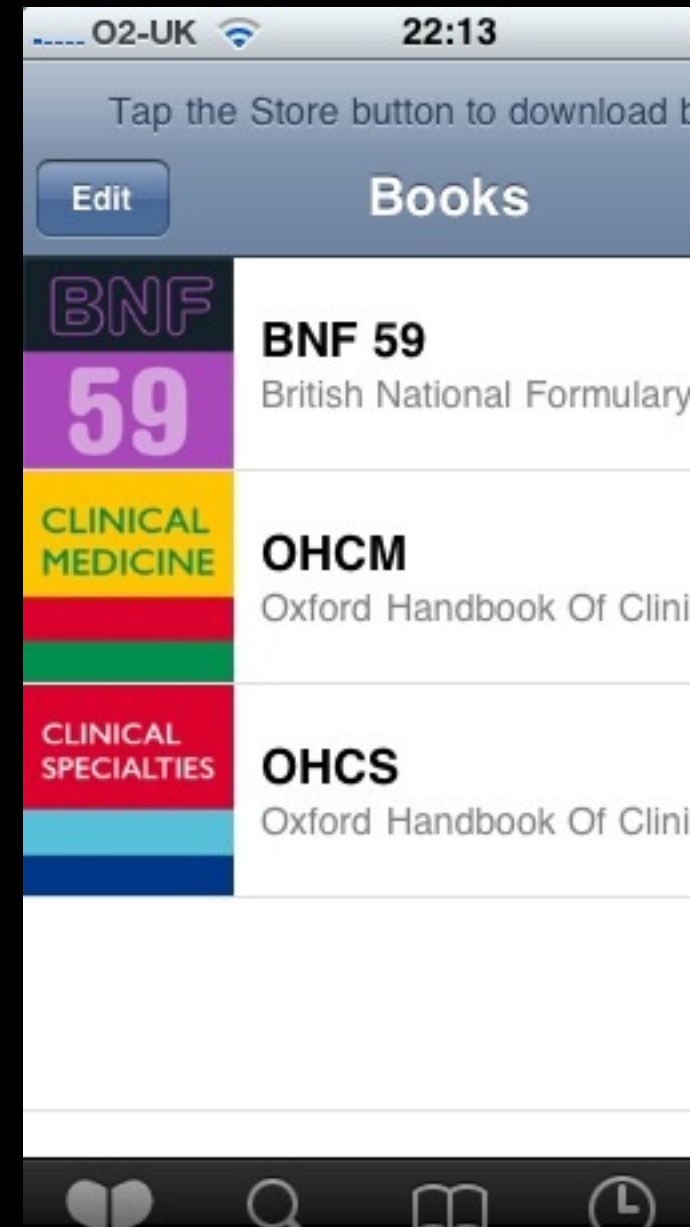 O2-UK 22:13
Tap the Store button to download
Edit Books
BNF
59
BNF 59
British National Formulary
CLINICAL
MEDICINE
OHCM
Oxford Handbook Of Clini
CLINICAL
SPECIALTIES
OHCS
Oxford Handbook Of Clini